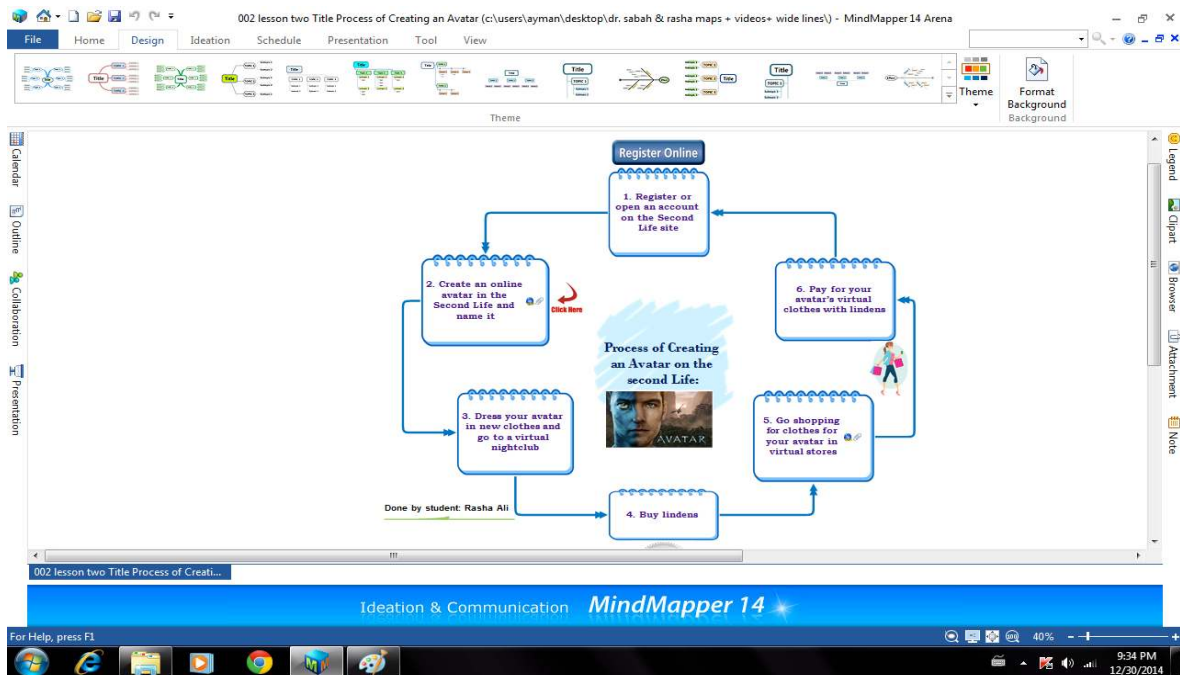 002 lesson two Title Process of Creating an Avatar (c:\users\ayman\desktop\dr. sabah & rasha maps + videos+ wide lines\) - MindMapper 14 Arena
File Home Design Ideation Schedule Presentation Tool View
Theme
Format
Background
Theme
Background
Calendar
Outline
Collaboration
Presentation
Legend
Clipart
Browser
Attachment
Note
Register Online
1. Register or
open an account
on the Second
Life site
2. Create an online
avatar in the
Second Life and
name it
Click Here
6. Pay for your
avatar's virtual
clothes with lindens
Process of Creating
an Avatar on the
second Life:
AVATAR
3. Dress your avatar
in new clothes and
go to a virtual
nightclub
5. Go shopping
for clothes for
your avatar in
virtual stores
Done by student: Rasha Ali
4. Buy lindens
002 lesson two Title Process of Creati...
Ideation & Communication MindMapper 14
For Help, press F1
40%
9:34 PM
12/30/2014